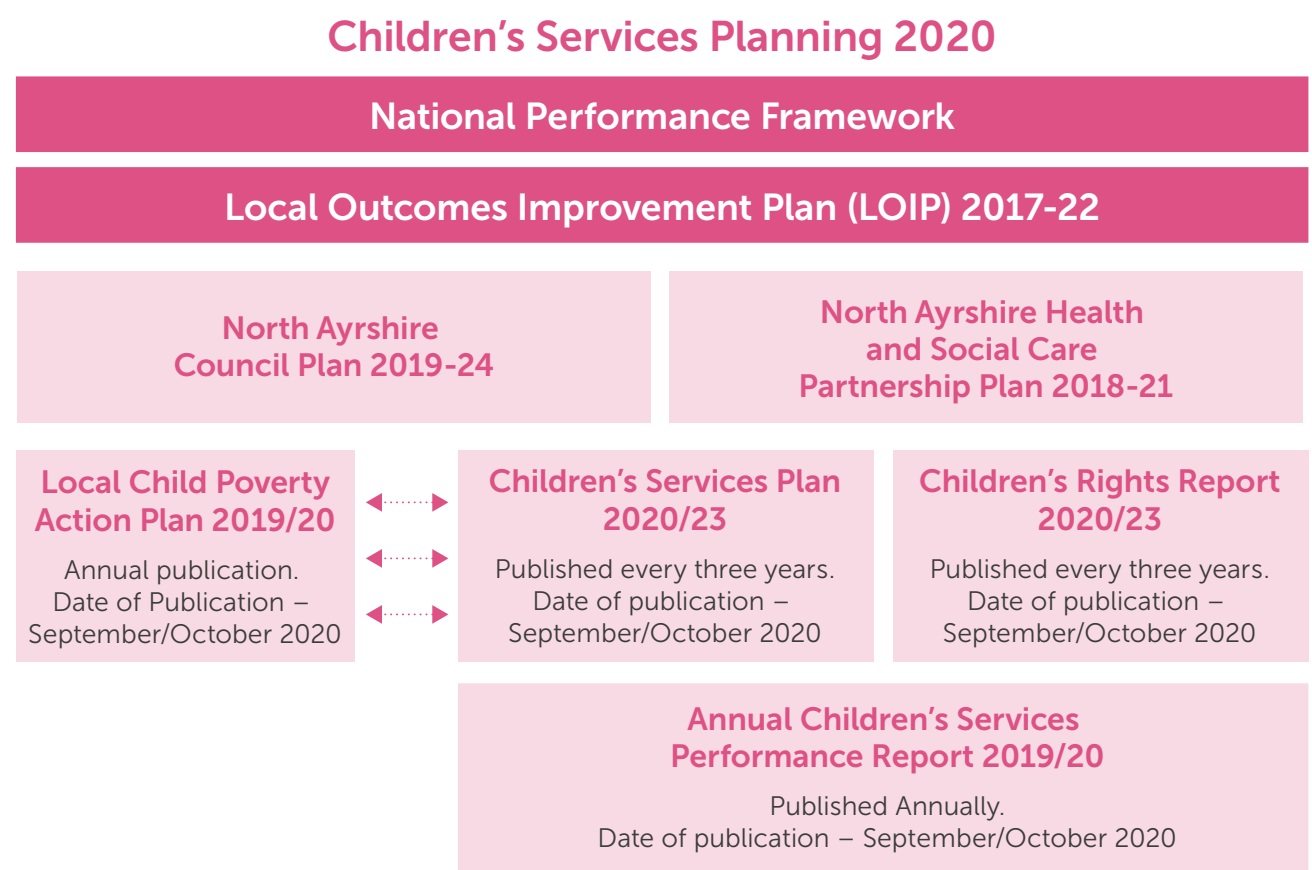 Children's Services Planning 2020
National Performance Framework
Local Outcomes Improvement Plan (LOIP) 2017-22
North Ayrshire
Council Plan 2019-24
North Ayrshire Health
and Social Care
Partnership Plan 2018-21
Local Child Poverty
Action Plan 2019/20
Annual publication.
Date of Publication –
September/October 2020
Children's Services Plan
2020/23
Published every three years.
Date of publication –
September/October 2020
Children's Rights Report
2020/23
Published every three years.
Date of publication –
September/October 2020
Annual Children's Services
Performance Report 2019/20
Published Annually.
Date of publication – September/October 2020